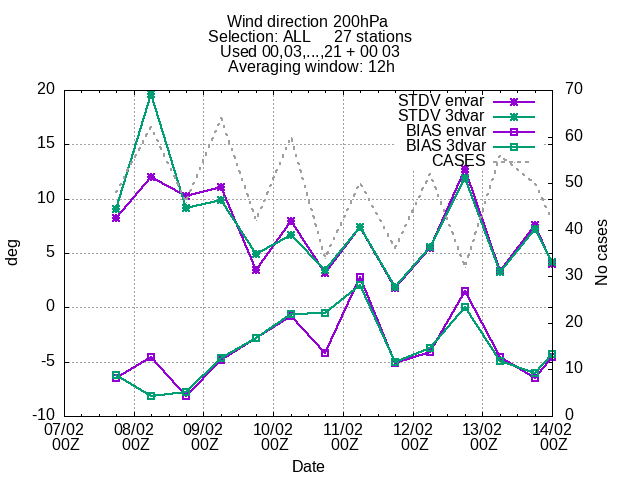 Wind direction 200hPa
Selection: ALL 27 stations
Used 00,03,...,21 + 00 03
Averaging window: 12h
20 70
STDV envar
STDV 3dvar
BIAS envar
BIAS 3dvar
CASES
15 60
10 50
5 40
0 30
-5 20
-10 10
0
deg
No cases
07/02 08/02 09/02 10/02 11/02 12/02 13/02 14/02
00Z 00Z 00Z 00Z 00Z 00Z 00Z 00Z
Date